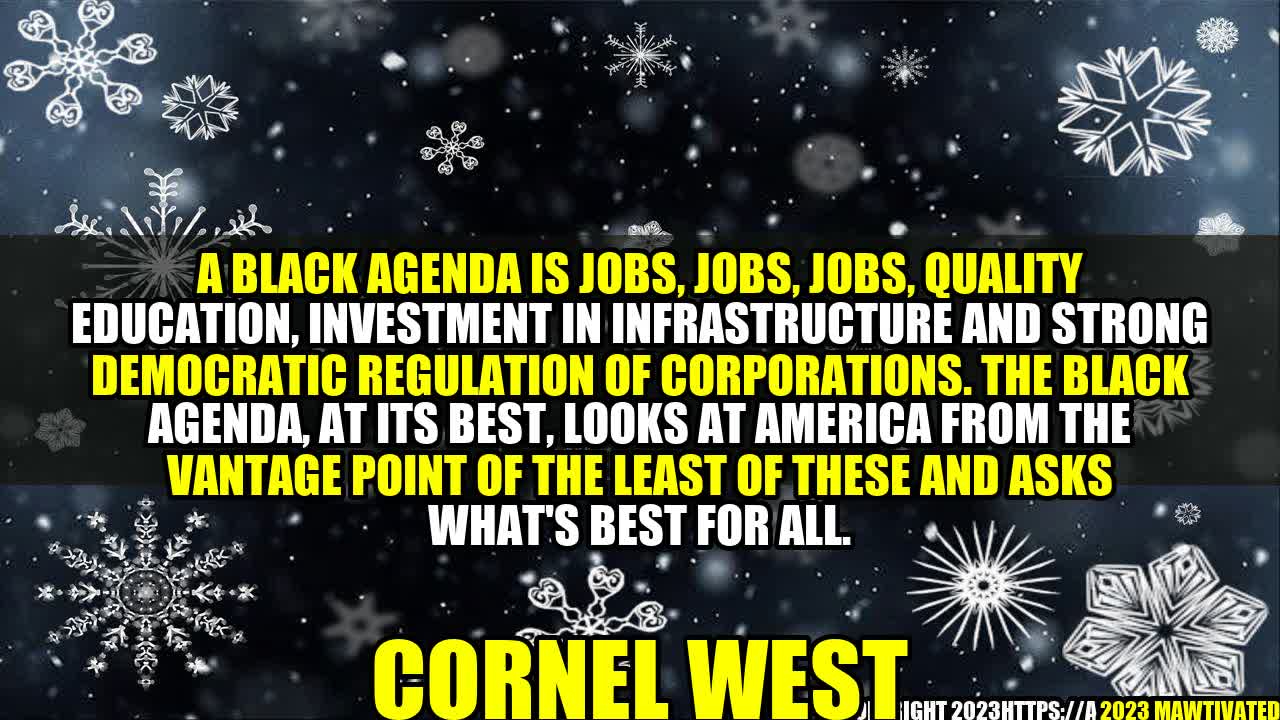 A BLACK AGENDA IS JOBS, JOBS, JOBS, QUALITY
EDUCATION, INVESTMENT IN INFRASTRUCTURE AND STRONG
DEMOCRATIC REGULATION OF CORPORATIONS. THE BLACK
AGENDA, AT ITS BEST, LOOKS AT AMERICA FROM THE
VANTAGE POINT OF THE LEAST OF THESE AND ASKS
WHAT'S BEST FOR ALL.
CORNEL WEST
2023HTTPS://A 2023 MAWTIVATED